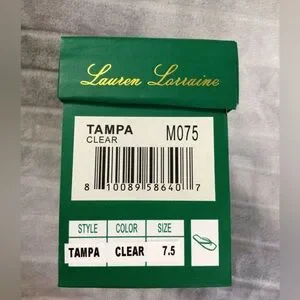 Lauren Lorraine
TAMPA M075
CLEAR
8 10089 58640 7
STYLE COLOR SIZE
TAMPA CLEAR 7.5